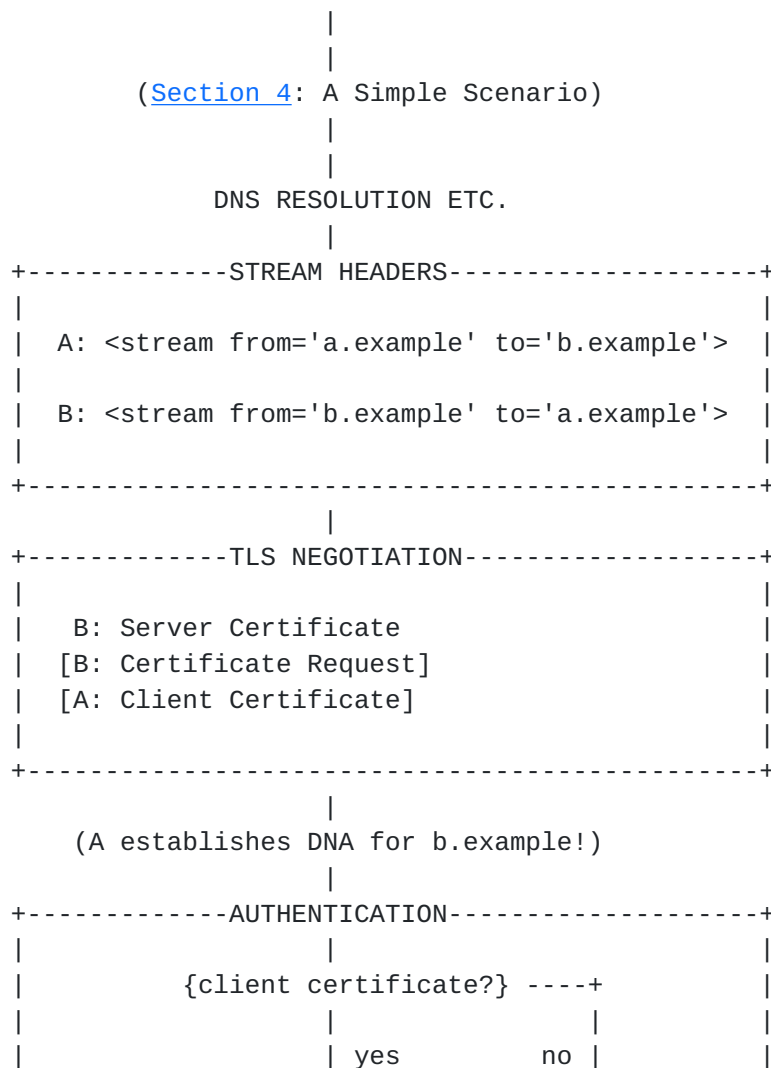 |
                    |
        (Section 4: A Simple Scenario)
                    |
                    |
             DNS RESOLUTION ETC.
                    |
+-------------STREAM HEADERS--------------------+
|                                               |
|  A: <stream from='a.example' to='b.example'>  |
|                                               |
|  B: <stream from='b.example' to='a.example'>  |
|                                               |
+-----------------------------------------------+
                    |
+-------------TLS NEGOTIATION-------------------+
|                                               |
|   B: Server Certificate                       |
|  [B: Certificate Request]                     |
|  [A: Client Certificate]                      |
|                                               |
+-----------------------------------------------+
                    |
    (A establishes DNA for b.example!)
                    |
+-------------AUTHENTICATION--------------------+
|                   |                           |
|          {client certificate?} ----+          |
|                   |                |          |
|                   | yes         no |          |